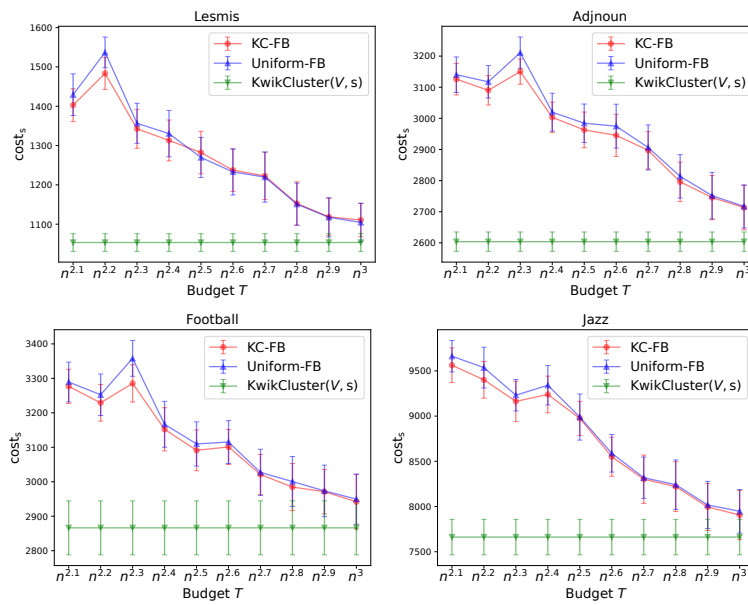 Lesmis
1600
1500
1400
1300
1200
1100
cost_s
KC-FB
Uniform-FB
KwikCluster(V, s)
n^2.1 n^2.2 n^2.3 n^2.4 n^2.5 n^2.6 n^2.7 n^2.8 n^2.9 n^3
Budget T
Adjnoun
3200
3100
3000
2900
2800
2700
2600
cost_s
KC-FB
Uniform-FB
KwikCluster(V, s)
n^2.1 n^2.2 n^2.3 n^2.4 n^2.5 n^2.6 n^2.7 n^2.8 n^2.9 n^3
Budget T
Football
3400
3300
3200
3100
3000
2900
2800
cost_s
KC-FB
Uniform-FB
KwikCluster(V, s)
n^2.1 n^2.2 n^2.3 n^2.4 n^2.5 n^2.6 n^2.7 n^2.8 n^2.9 n^3
Budget T
Jazz
9500
9000
8500
8000
7500
cost_s
KC-FB
Uniform-FB
KwikCluster(V, s)
n^2.1 n^2.2 n^2.3 n^2.4 n^2.5 n^2.6 n^2.7 n^2.8 n^2.9 n^3
Budget T